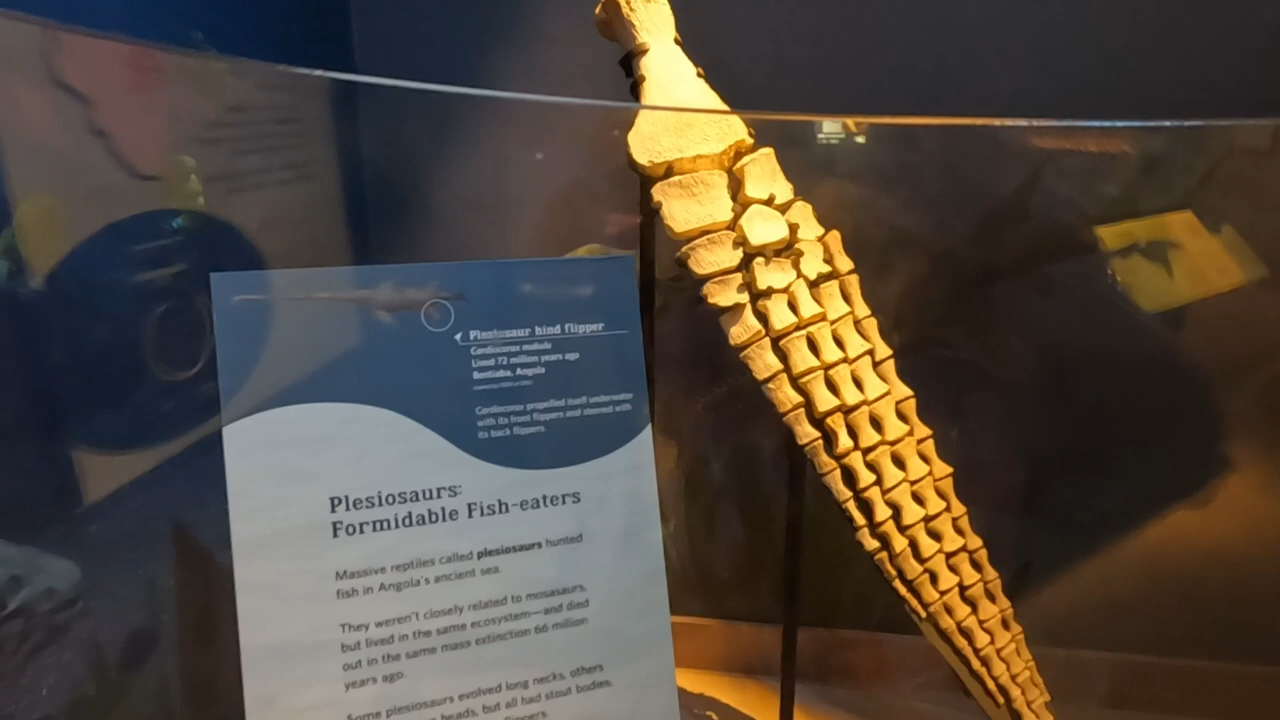 Plesiosaur hind flipper
Cardiocorax mukulu
Lived 72 million years ago
Bentiaba, Angola
Cardiocorax propelled itself underwater
with its front flippers and steered with
its back flippers.
Plesiosaurs:
Formidable Fish-eaters
Massive reptiles called plesiosaurs hunted
fish in Angola's ancient sea.
They weren't closely related to mosasaurs,
but lived in the same ecosystem—and died
out in the same mass extinction 66 million
years ago.
Some plesiosaurs evolved long necks, others
heads, but all had stout bodies,
flippers.